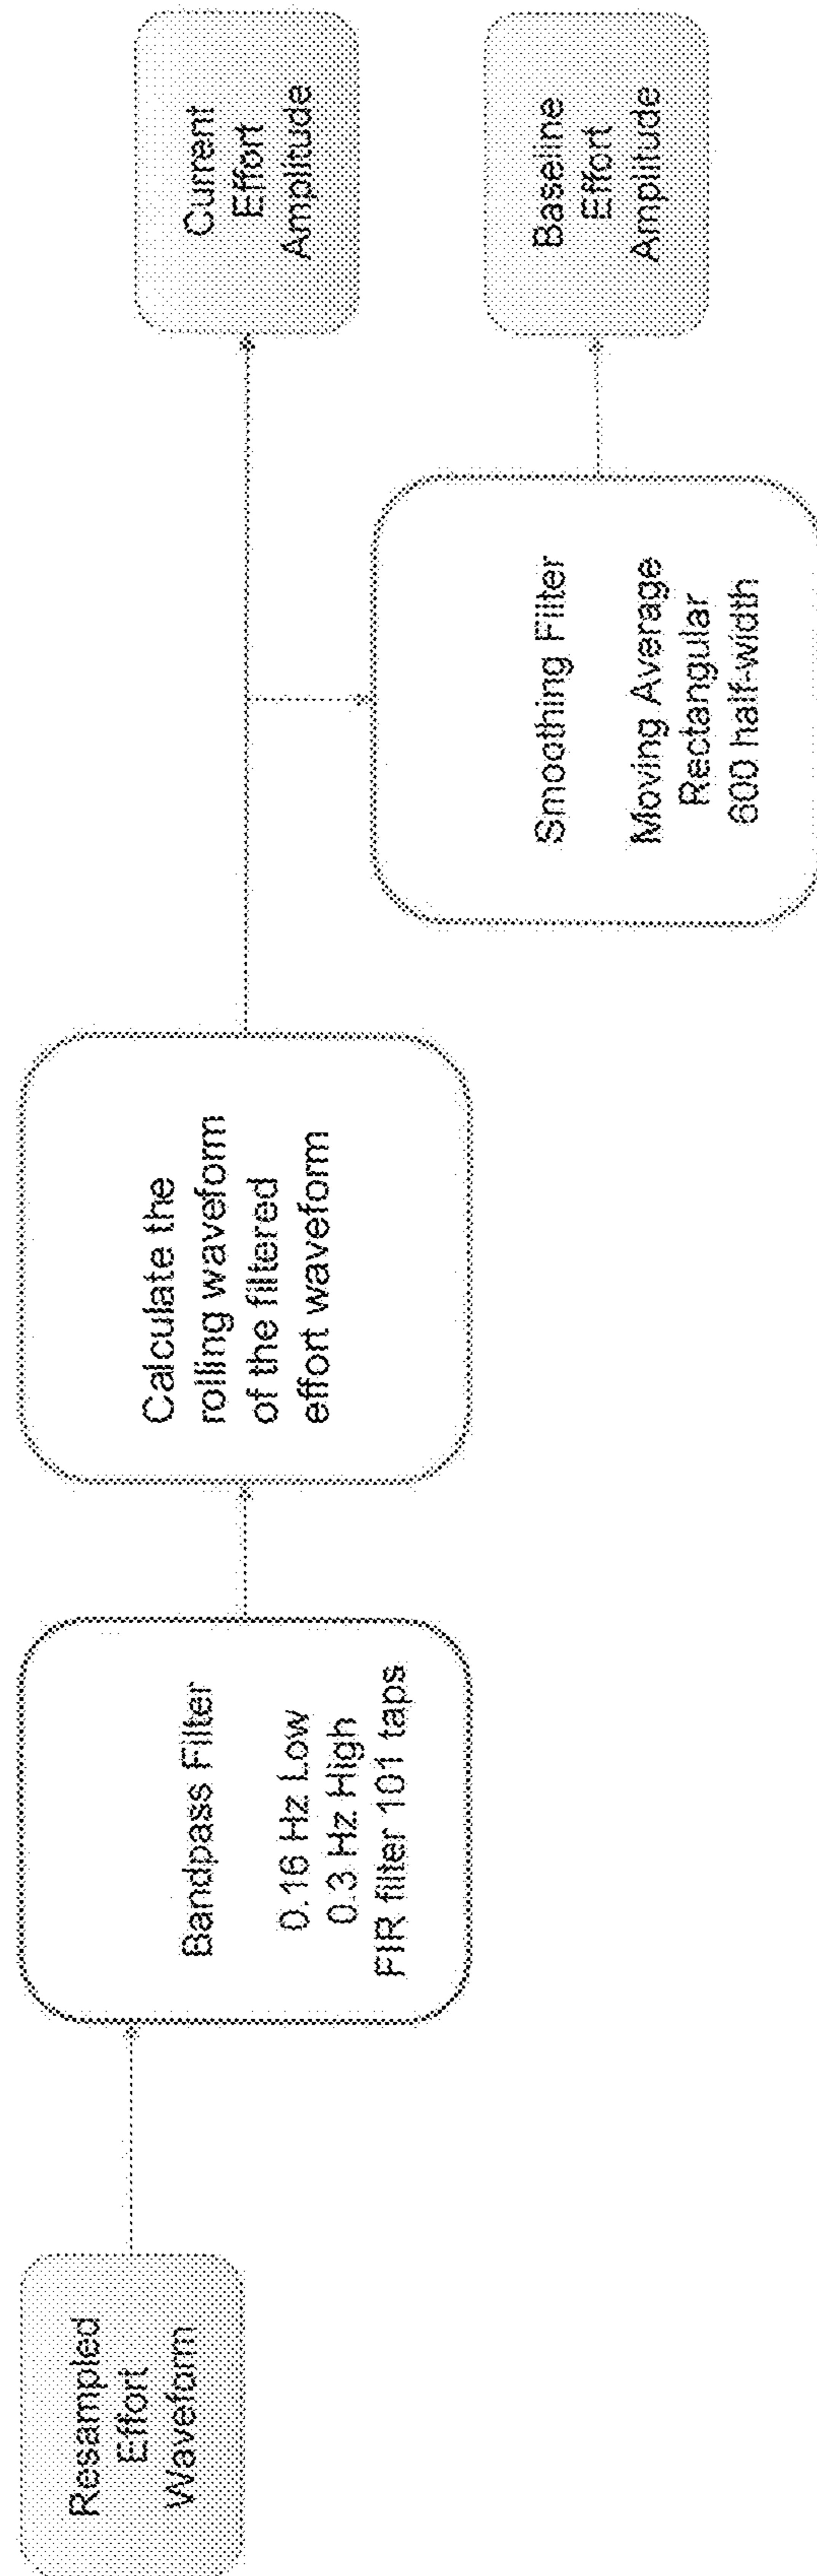 Resampled
Effort
Waveform
Bandpass Filter
0.16 Hz Low
0.3 Hz High
FIR filter 101 taps
Calculate the
rolling waveform
of the filtered
effort waveform
Smoothing Filter
Moving Average
Rectangular
600 half-width
Current
Effort
Amplitude
Baseline
Effort
Amplitude